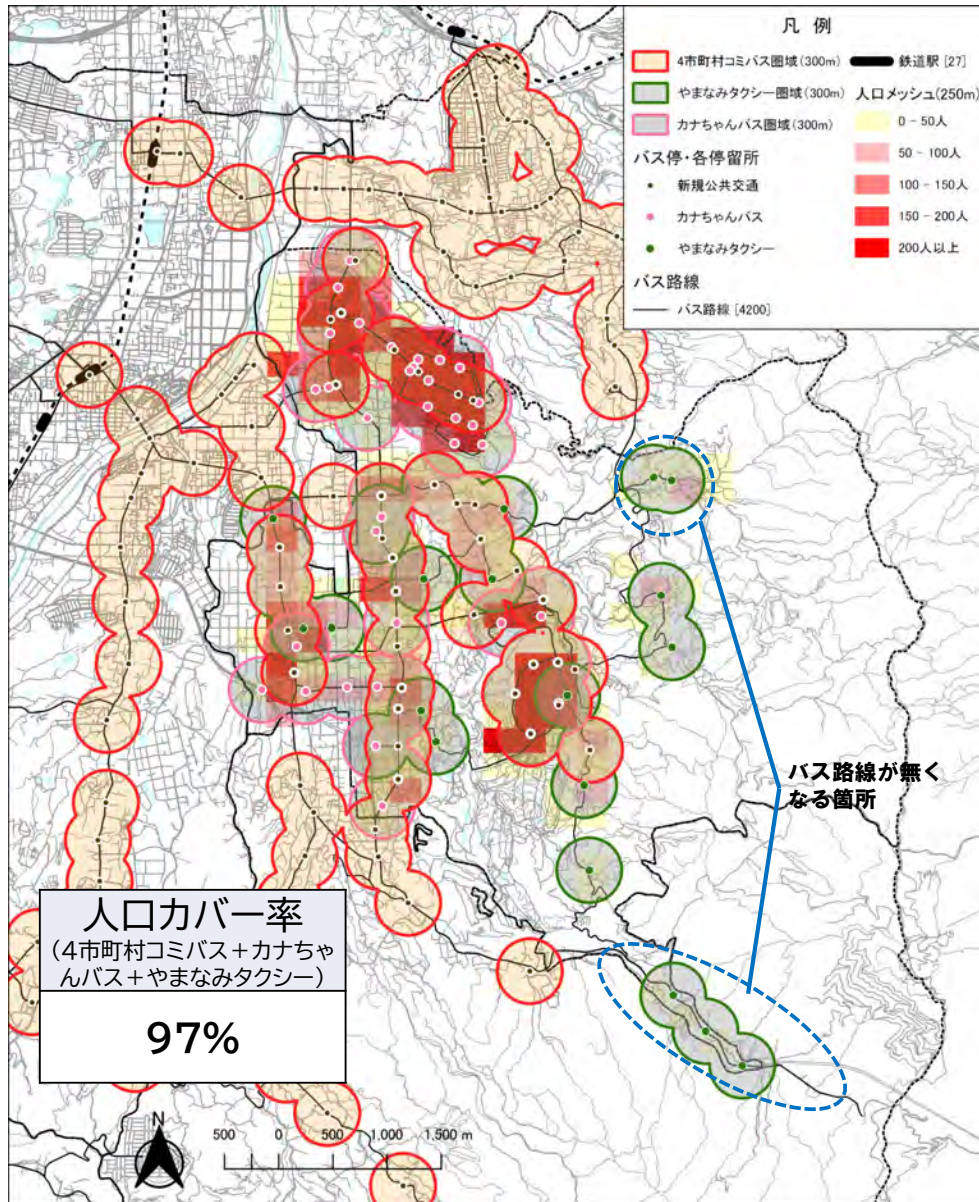 凡 例
4市町村コミバス圏域(300m)
やまなみタクシー圏域(300m)
カナちゃんバス圏域(300m)
バス停・各停留所
新規公共交通
カナちゃんバス
やまなみタクシー
バス路線
バス路線 [4200]
鉄道駅 [27]
人口メッシュ(250m)
0 - 50人
50 - 100人
100 - 150人
150 - 200人
200人以上
バス路線が無く
なる箇所
人口カバー率
(4市町村コミバス+カナちゃ
んバス+やまなみタクシー)
97%
N
500 0 500 1,000 1,500 m